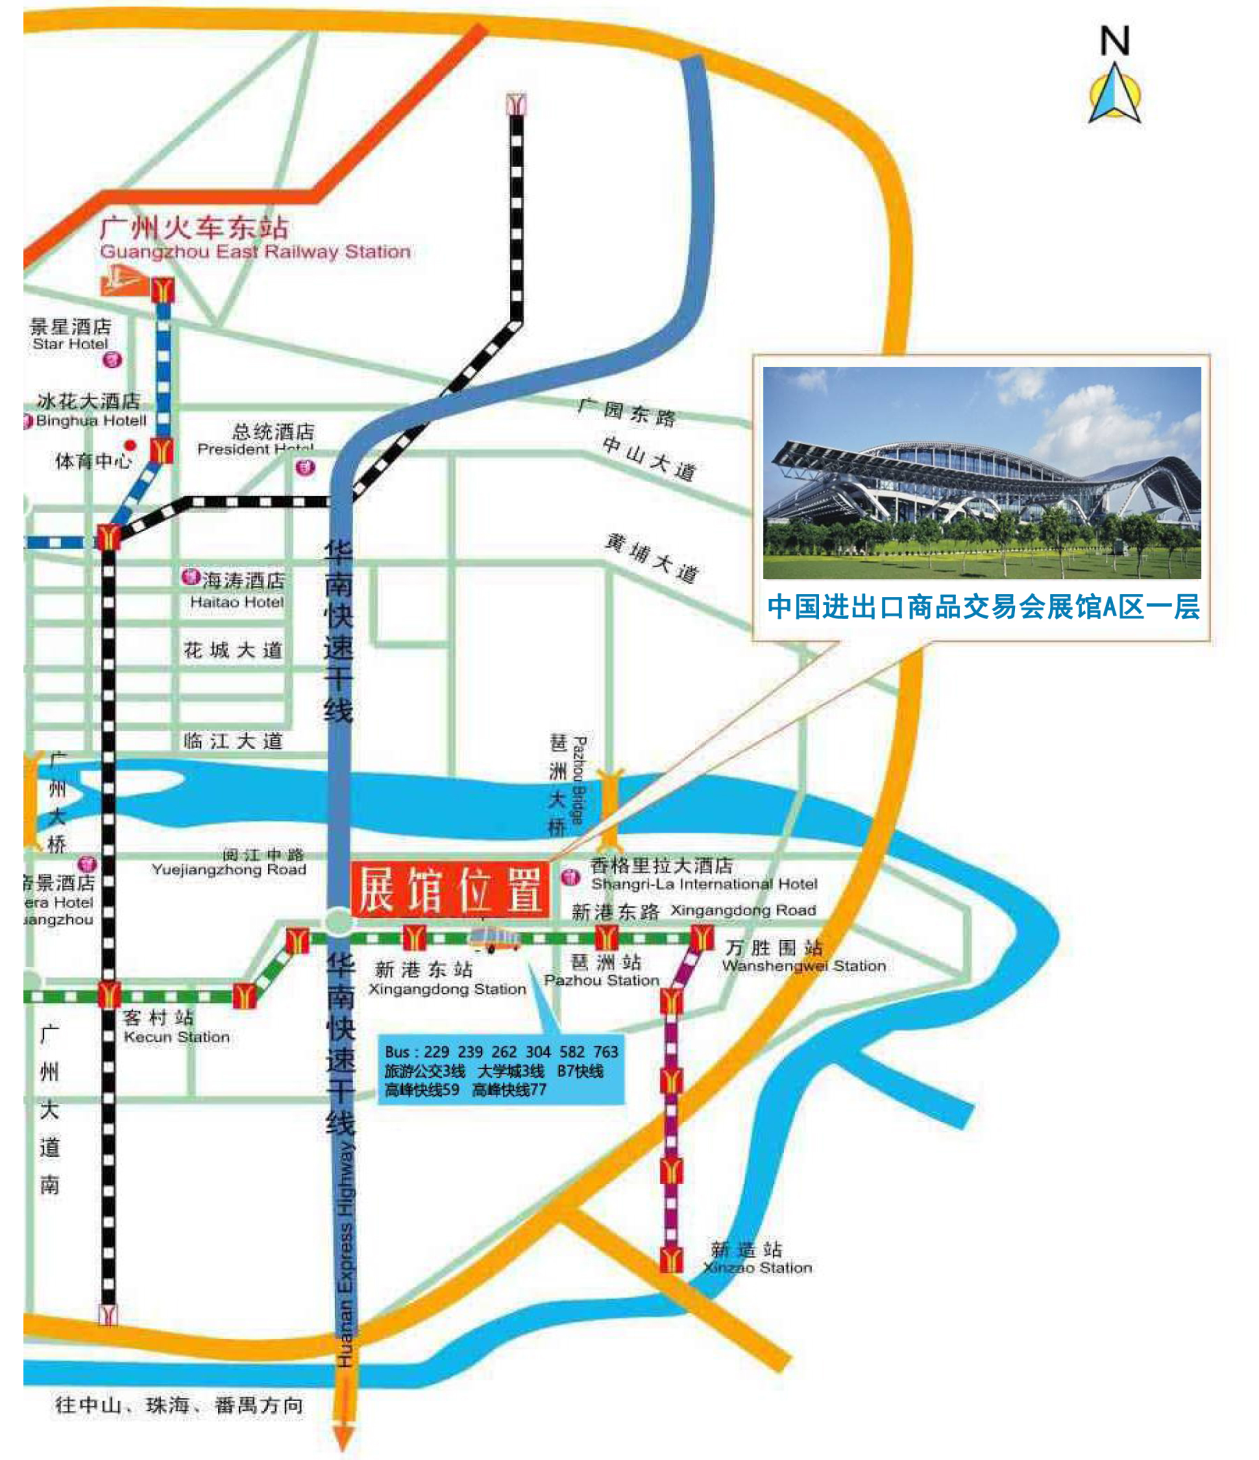 N
广州火车东站
Guangzhou East Railway Station
景星酒店
Star Hotel
冰花大酒店
Binghua Hotell
体育中心
总统酒店
President Hotel
广园东路
中山大道
黄埔大道
中国进出口商品交易会展馆A区一层
华南快速干线
海涛酒店
Haitao Hotel
花城大道
临江大道
广州大桥
琶洲大桥
Pazhou Bridge
阅江中路
Yuejiangzhong Road
景酒店
era Hotel
uangzhou
展馆位置
香格里拉大酒店
Shangri-La International Hotel
新港东路 Xingangdong Road
新港东站
Xingangdong Station
琶洲站
Pazhou Station
万胜围站
Wanshengwei Station
客村站
Kecun Station
华南快速干线
Huanan Express Highway
广州大道南
Bus : 229 239 262 304 582 763
旅游公交3线 大学城3线 B7快线
高峰快线59 高峰快线77
新造站
Xinzao Station
往中山、珠海、番禺方向